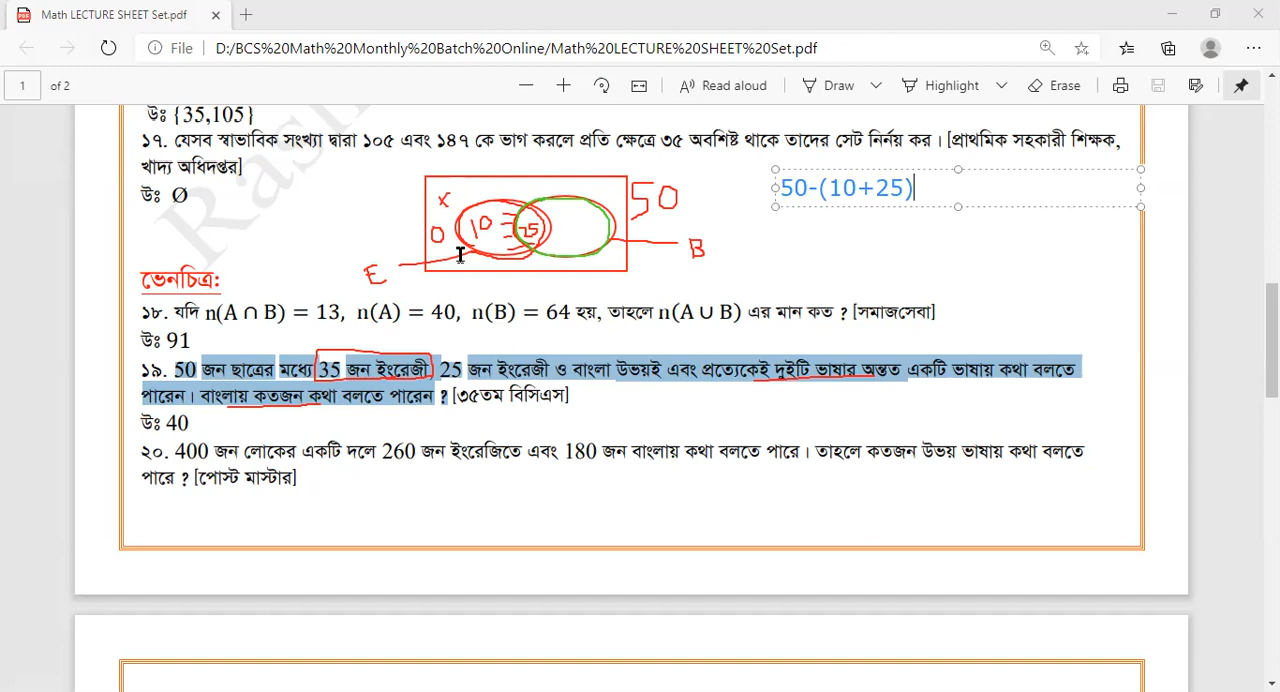 Math LECTURE SHEET Set.pdf
File D:/BCS%20Math%20Monthly%20Batch%20Online/Math%20LECTURE%20SHEET%20Set.pdf
1 of 2 Read aloud Draw Highlight Erase
উঃ {35,105}
১৭. যেসব স্বাভাবিক সংখ্যা দ্বারা ১০৫ এবং ১৪৭ কে ভাগ করলে প্রতি ক্ষেত্রে ৩৫ অবশিষ্ট থাকে তাদের সেট নির্নয় কর। [প্রাথমিক সহকারী শিক্ষক,
খাদ্য অধিদপ্তর]
উঃ Ø
50-(10+25)
X 50
O 10 25
E B
ভেনচিত্র:
১৮. যদি n(A ∩ B) = 13, n(A) = 40, n(B) = 64 হয়, তাহলে n(A ∪ B) এর মান কত ? [সমাজসেবা]
উঃ 91
১৯. 50 জন ছাত্রের মধ্যে 35 জন ইংরেজী 25 জন ইংরেজী ও বাংলা উভয়ই এবং প্রত্যেকেই দুইটি ভাষার অন্তত একটি ভাষায় কথা বলতে
পারেন। বাংলায় কতজন কথা বলতে পারেন ? [৩৫তম বিসিএস]
উঃ 40
২০. 400 জন লোকের একটি দলে 260 জন ইংরেজিতে এবং 180 জন বাংলায় কথা বলতে পারে। তাহলে কতজন উভয় ভাষায় কথা বলতে
পারে ? [পোস্ট মাস্টার]